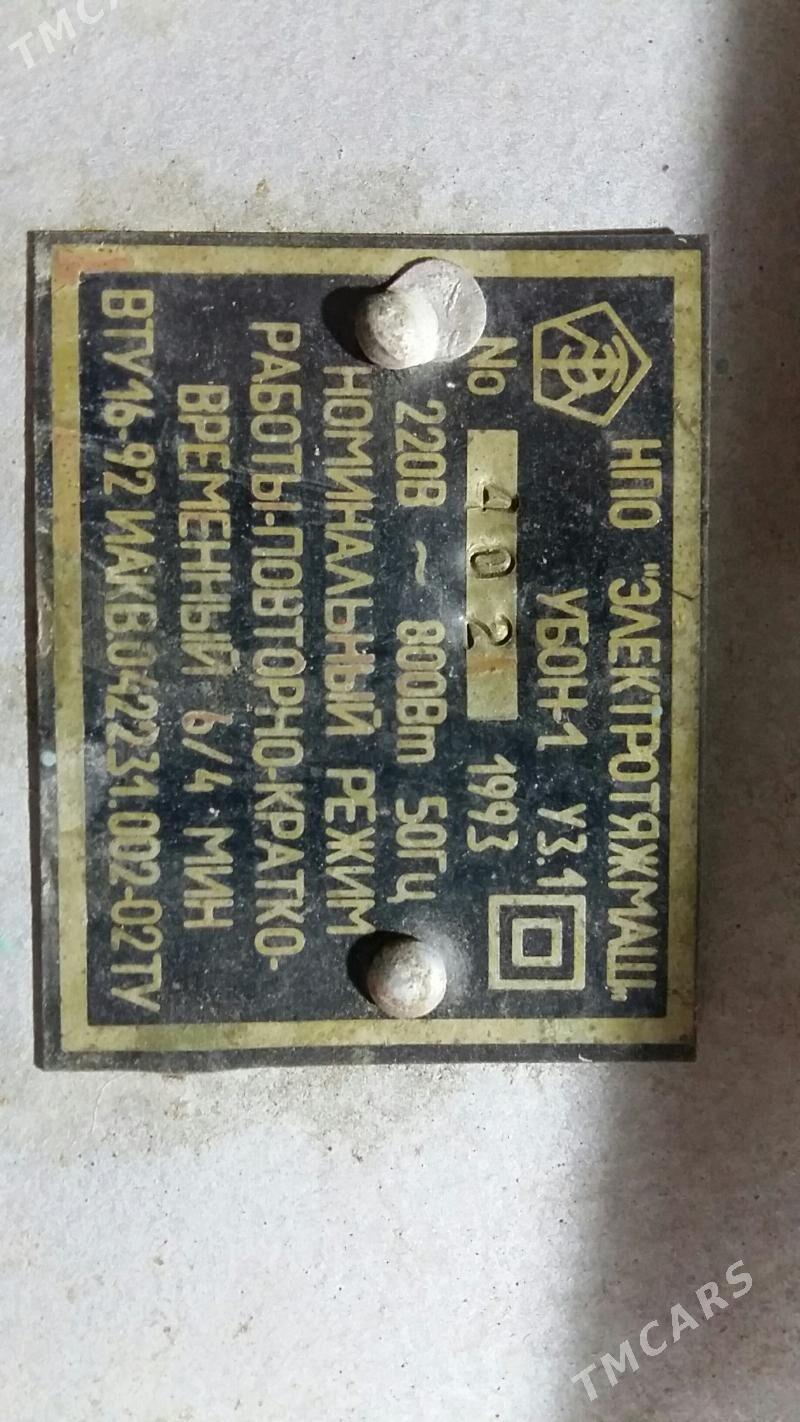 НПО "ЭЛЕКТРОТЯЖМАШ"
УБОН-1 У3.1
No 402 1993
220В ~ 800Вт 50Гц
НОМИНАЛЬНЫЙ РЕЖИМ
РАБОТЫ-ПОВТОРНО-КРАТКО-
ВРЕМЕННЫЙ 6/4 МИН
ВТУ16-92 ИАКВ.042231.002-02ТУ
TMCARS
TMCARS